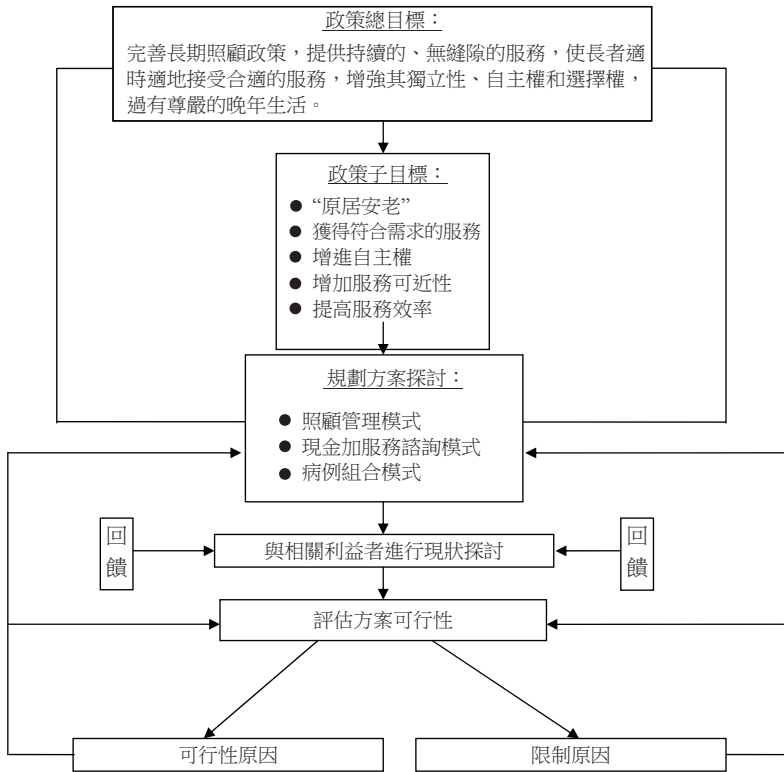 政策總目標：
完善長期照顧政策，提供持續的、無縫隙的服務，使長者適
時適地接受合適的服務，增強其獨立性、自主權和選擇權，
過有尊嚴的晚年生活。
政策子目標：
● “原居安老”
● 獲得符合需求的服務
● 增進自主權
● 增加服務可近性
● 提高服務效率
規劃方案探討：
● 照顧管理模式
● 現金加服務諮詢模式
● 病例組合模式
回
饋
與相關利益者進行現狀探討
回
饋
評估方案可行性
可行性原因
限制原因